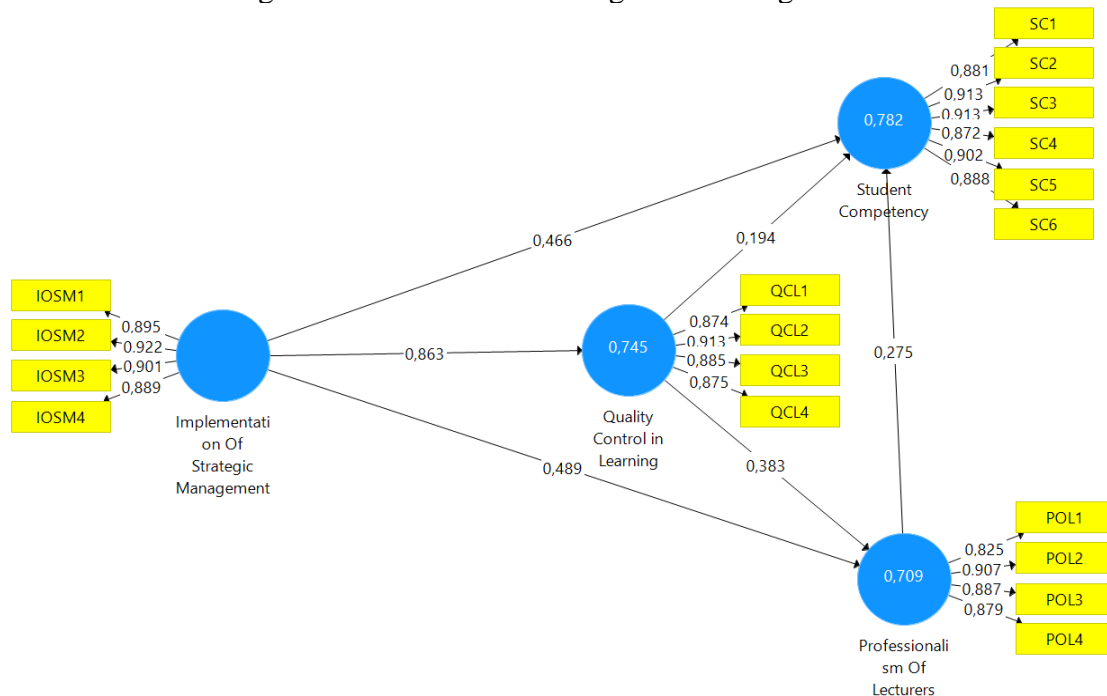 SC1
SC2
SC3
SC4
SC5
SC6
0,881
0,913
0,913
0,872
0,902
0,888
0,782
Student
Competency
0,466
0,194
0,275
IOSM1
IOSM2
IOSM3
IOSM4
0,895
0,922
0,901
0,889
Implementati
on Of
Strategic
Management
0,863
0,745
Quality
Control in
Learning
QCL1
QCL2
QCL3
QCL4
0,874
0,913
0,885
0,875
0,489
0,383
0,709
Professionali
sm Of
Lecturers
POL1
POL2
POL3
POL4
0,825
0,907
0,887
0,879